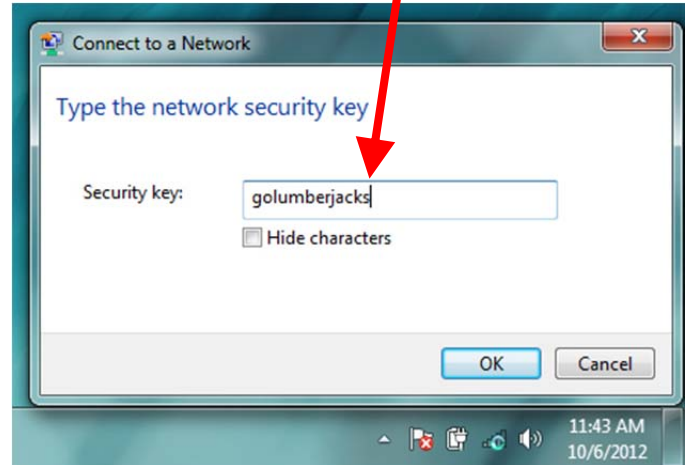 Connect to a Network
Type the network security key
Security key: golumberjacks
Hide characters
OK Cancel
11:43 AM
10/6/2012